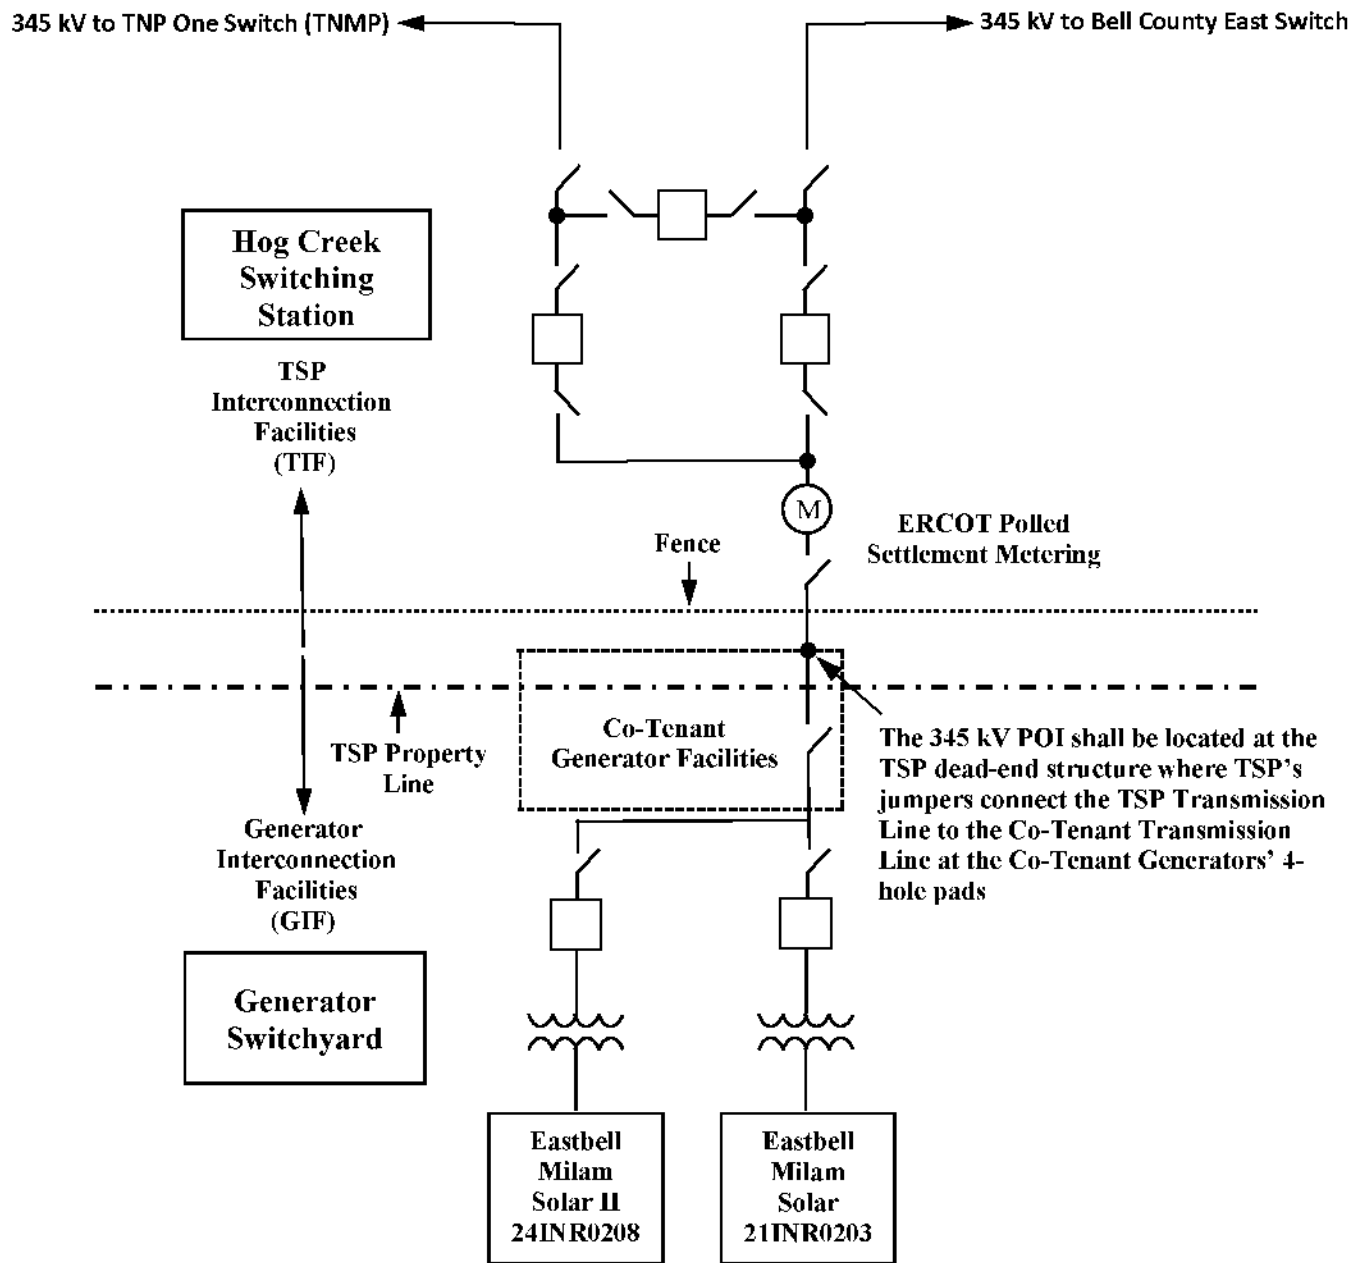 345 kV to TNP One Switch (TNMP)
345 kV to Bell County East Switch
Hog Creek
Switching
Station
TSP
Interconnection
Facilities
(TIF)
M
ERCOT Polled
Settlement Metering
Fence
Co-Tenant
Generator Facilities
TSP Property
Line
The 345 kV POI shall be located at the
TSP dead-end structure where TSP's
jumpers connect the TSP Transmission
Line to the Co-Tenant Transmission
Line at the Co-Tenant Generators' 4-
hole pads
Generator
Interconnection
Facilities
(GIF)
Generator
Switchyard
Eastbell
Milam
Solar II
24INR0208
Eastbell
Milam
Solar
21INR0203